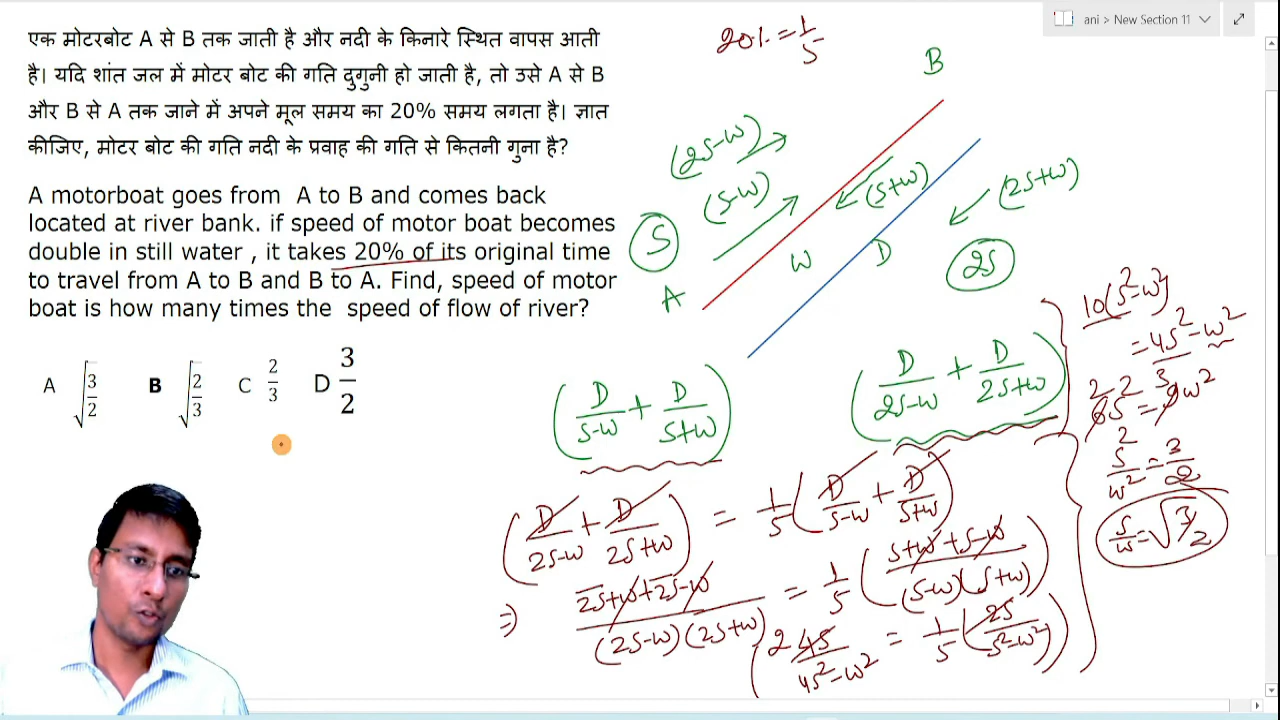 एक मोटरबोट A से B तक जाती है और नदी के किनारे स्थित वापस आती
है। यदि शांत जल में मोटर बोट की गति दुगुनी हो जाती है, तो उसे A से B
और B से A तक जाने में अपने मूल समय का 20% समय लगता है। ज्ञात
कीजिए, मोटर बोट की गति नदी के प्रवाह की गति से कितनी गुना है?
A motorboat goes from A to B and comes back
located at river bank. if speed of motor boat becomes
double in still water , it takes 20% of its original time
to travel from A to B and B to A. Find, speed of motor
boat is how many times the speed of flow of river?
A √3/2 B √2/3 C 2/3 D 3/2
ani > New Section 11
20% = 1/5
B
(2S-W)
(S-W)
(S+W)
(2S+W)
S
W
D
2S
A
(D/S-W + D/S+W)
(D/2S-W + D/2S+W)
(D/2S-W + D/2S+W) = 1/5 (D/S-W + D/S+W)
⇒ 2S+W+2S-W/(2S-W)(2S+W) = 1/5 (S+W+S-W/(S-W)(S+W))
(2 4S/4S²-W² = 1/5 (2S/S²-W²))
10(S²-W²)
= 4S²-W²
6S² = 9W²
S²/W² = 3/2
S/W = √3/2